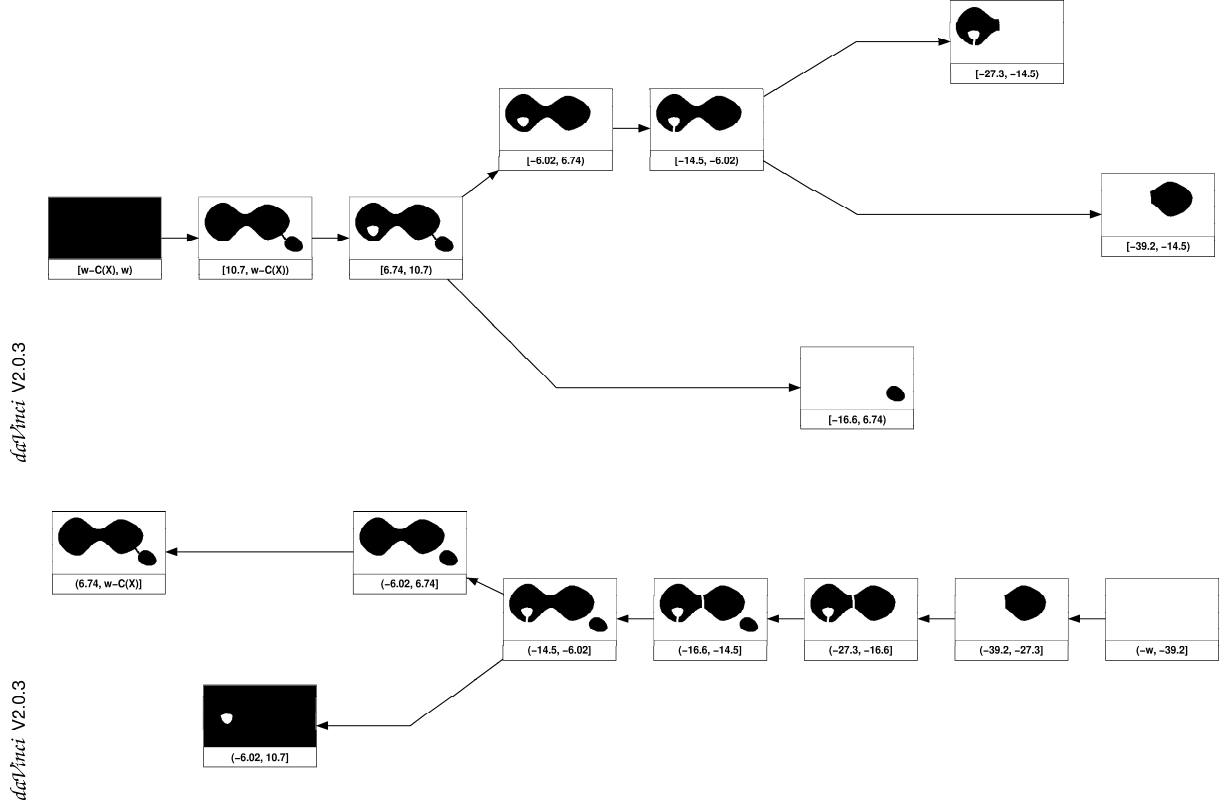 [−27.3, −14.5)
[−6.02, 6.74)
[−14.5, −6.02)
[−39.2, −14.5)
[w−C(X), w)
[10.7, w−C(X))
[6.74, 10.7)
[−16.6, 6.74)
daVinci V2.0.3
(6.74, w−C(X)]
(−6.02, 6.74]
(−14.5, −6.02]
(−16.6, −14.5]
(−27.3, −16.6]
(−39.2, −27.3]
(−w, −39.2]
(−6.02, 10.7]
daVinci V2.0.3